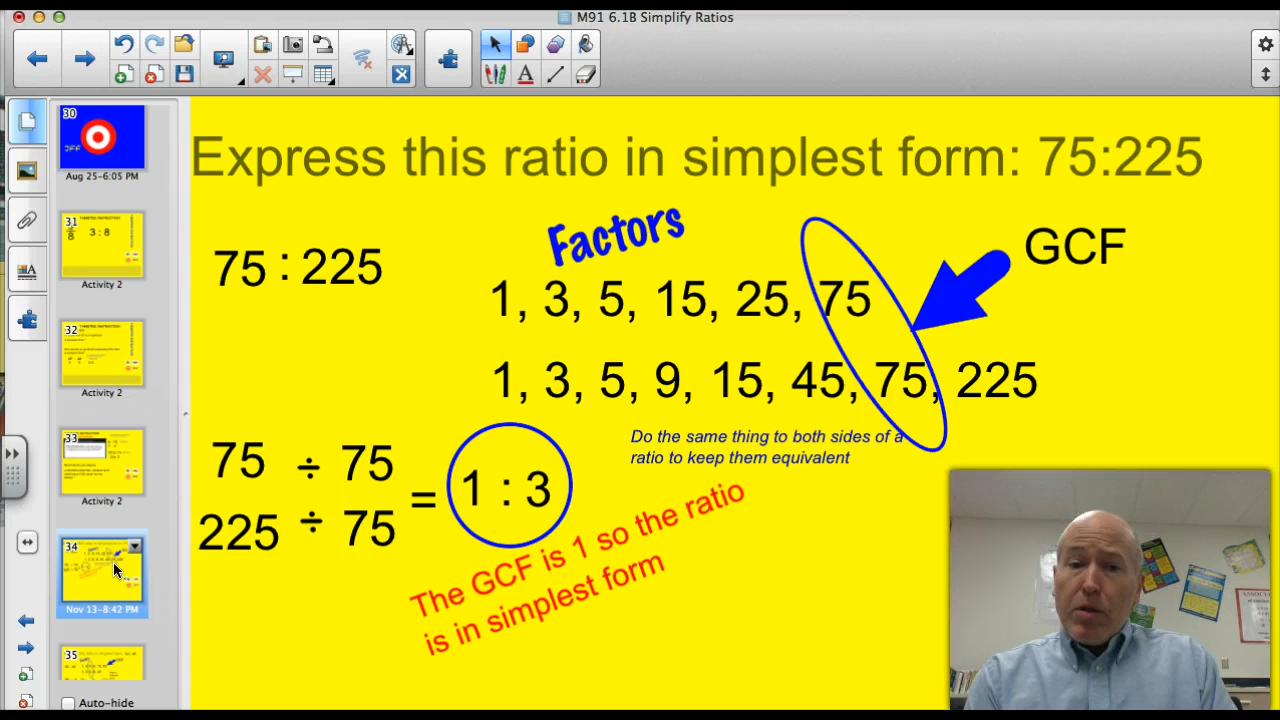 M91 6.1B Simplify Ratios
30
Aug 25-6:05 PM
31
3 : 8
Activity 2
32
Activity 2
33
Activity 2
34
Nov 13-8:42 PM
35
Auto-hide
Express this ratio in simplest form: 75:225
75 : 225
Factors
GCF
1, 3, 5, 15, 25, 75
1, 3, 5, 9, 15, 45, 75, 225
Do the same thing to both sides of a
ratio to keep them equivalent
75 ÷ 75
225 ÷ 75
= 1 : 3
The GCF is 1 so the ratio
is in simplest form